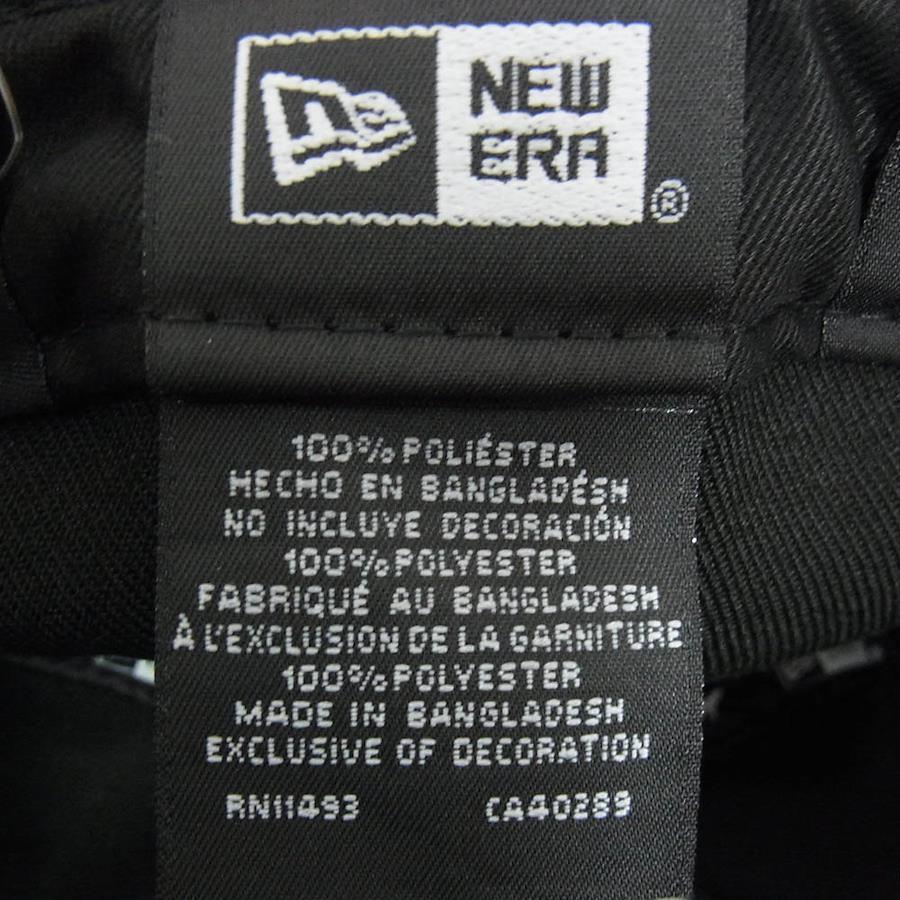 NEW
ERA
®
100% POLIÉSTER
HECHO EN BANGLADÉSH
NO INCLUYE DECORACIÓN
100% POLYESTER
FABRIQUÉ AU BANGLADESH
À L'EXCLUSION DE LA GARNITURE
100% POLYESTER
MADE IN BANGLADESH
EXCLUSIVE OF DECORATION
RN11493 CA40289